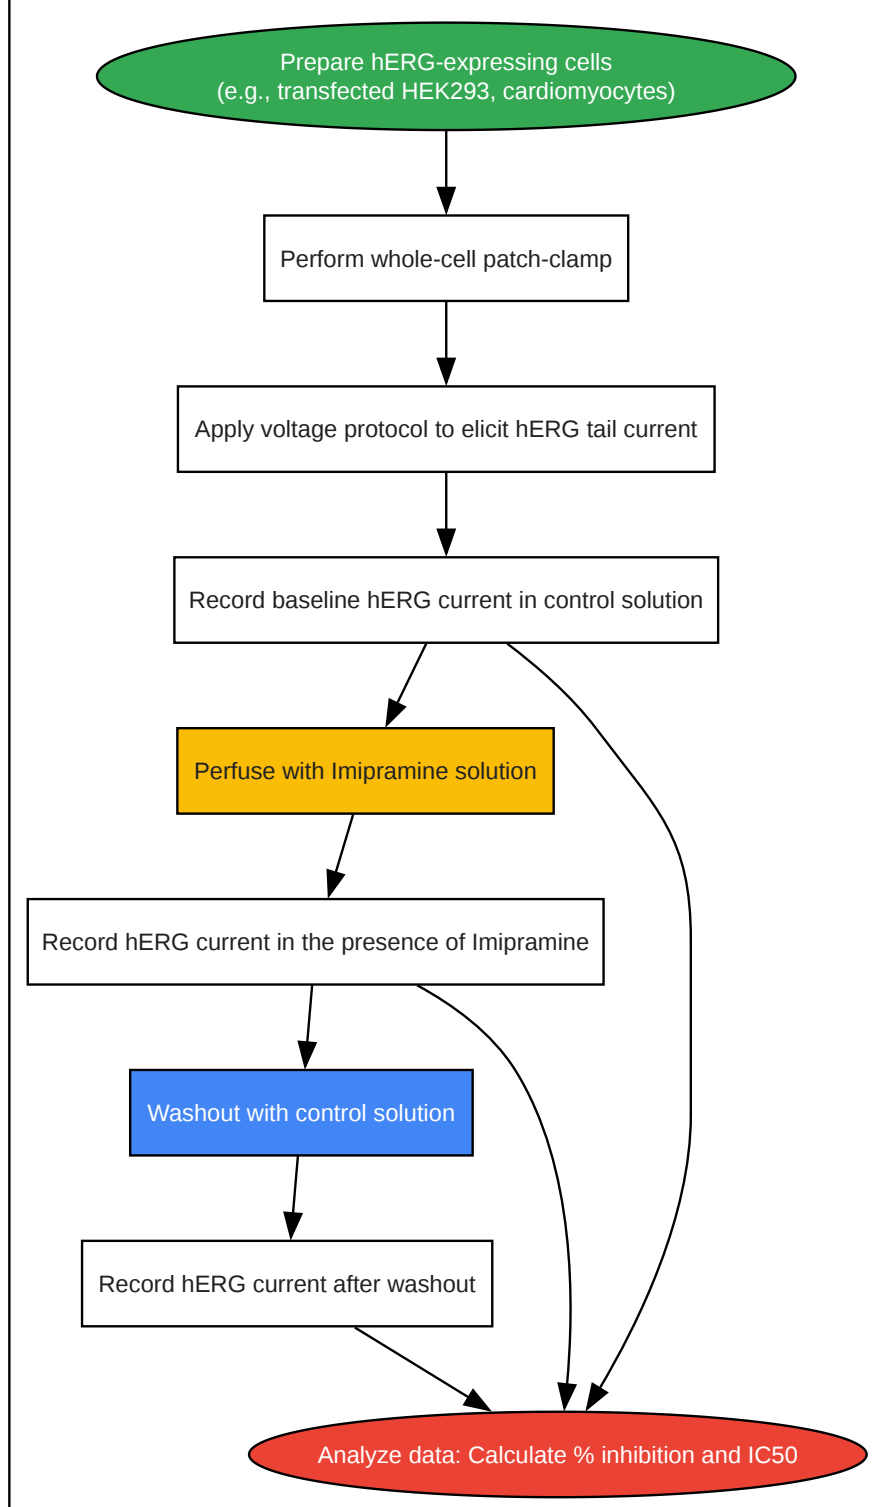 Prepare hERG-expressing cells
(e.g., transfected HEK293, cardiomyocytes)
Perform whole-cell patch-clamp
Apply voltage protocol to elicit hERG tail current
Record baseline hERG current in control solution
Perfuse with Imipramine solution
Record hERG current in the presence of Imipramine
Washout with control solution
Record hERG current after washout
Analyze data: Calculate % inhibition and IC50